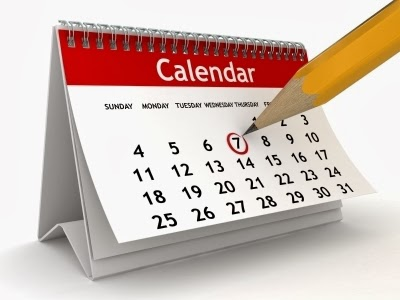 Calendar
SUNDAY MONDAY TUESDAY WEDNESDAY THURSDAY
1 2 3
4 5 6 7 8 9 10
11 12 13 14 15 16 17
18 19 20 21 22 23 24
25 26 27 28 29 30 31